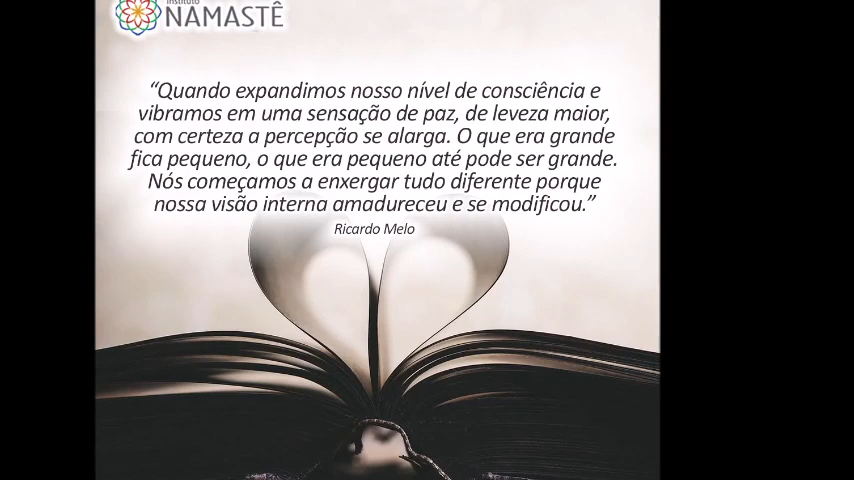 Instituto
NAMASTÊ
“Quando expandimos nosso nível de consciência e
vibramos em uma sensação de paz, de leveza maior,
com certeza a percepção se alarga. O que era grande
fica pequeno, o que era pequeno até pode ser grande.
Nós começamos a enxergar tudo diferente porque
nossa visão interna amadureceu e se modificou.”
Ricardo Melo